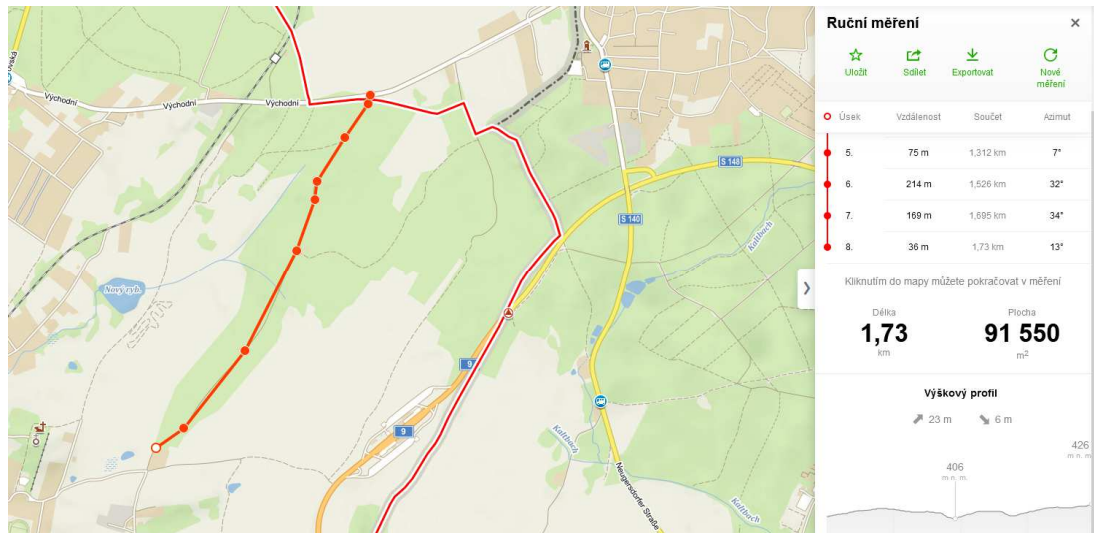 Ruční měření
Uložit
Sdílet
Exportovat
Nové
měření
Úsek Vzdálenost Součet Azimut
5. 75 m 1,312 km 7°
6. 214 m 1,526 km 32°
7. 169 m 1,695 km 34°
8. 36 m 1,73 km 13°
Kliknutím do mapy můžete pokračovat v měření
Délka
1,73
km
Plocha
91 550
m²
Výškový profil
23 m 6 m
426
406
m n. m.
Východní
Východní
Východní
S 148
S 140
Kaltbach
Nový ryb.
9
9
Kaltbach
Neugersdorfer Straße
Kaltbach